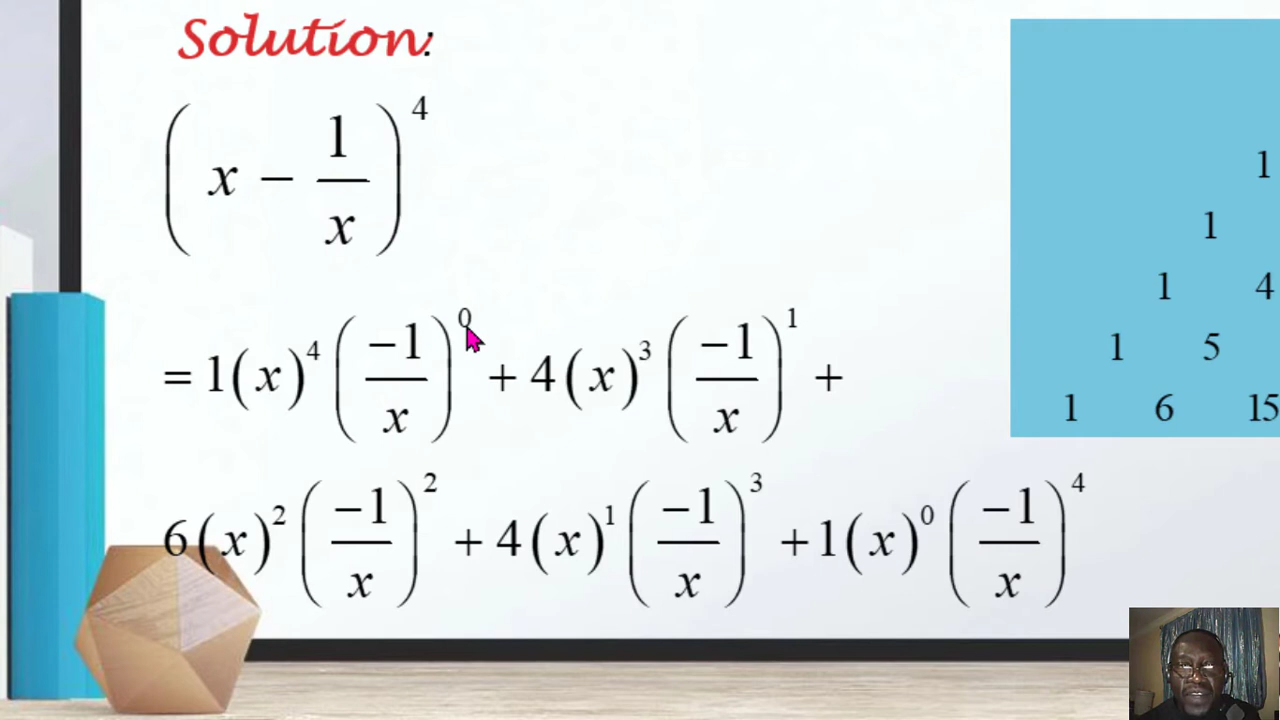 Solution:
(x − 1/x)^4
= 1(x)^4 (−1/x)^0 + 4(x)^3 (−1/x)^1 +
6(x)^2 (−1/x)^2 + 4(x)^1 (−1/x)^3 + 1(x)^0 (−1/x)^4
1
1
1 4
1 5
1 6 15